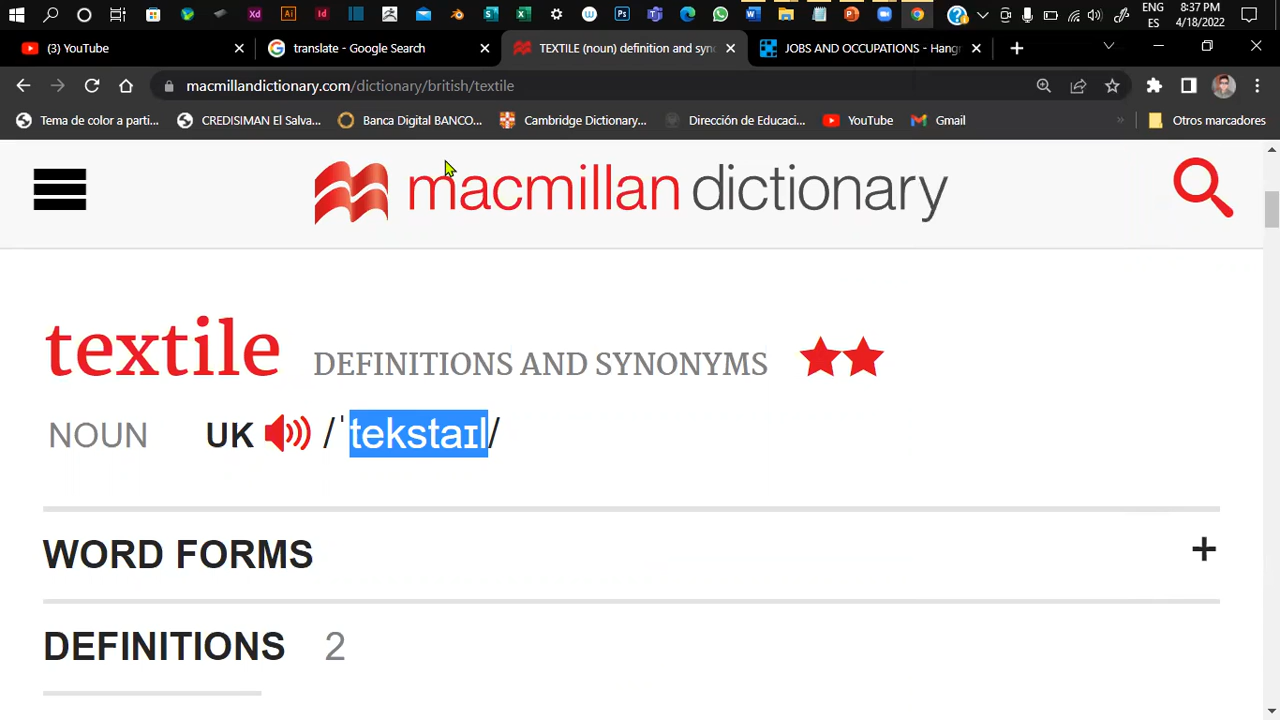 ENG
ES
8:37 PM
4/18/2022
(3) YouTube
translate - Google Search
TEXTILE (noun) definition and syn
JOBS AND OCCUPATIONS - Hang
macmillandictionary.com/dictionary/british/textile
Tema de color a parti...
CREDISIMAN El Salva...
Banca Digital BANCO...
Cambridge Dictionary...
Dirección de Educaci...
YouTube
Gmail
Otros marcadores
macmillan dictionary
textile DEFINITIONS AND SYNONYMS
NOUN UK /ˈtekstaɪl/
WORD FORMS +
DEFINITIONS 2